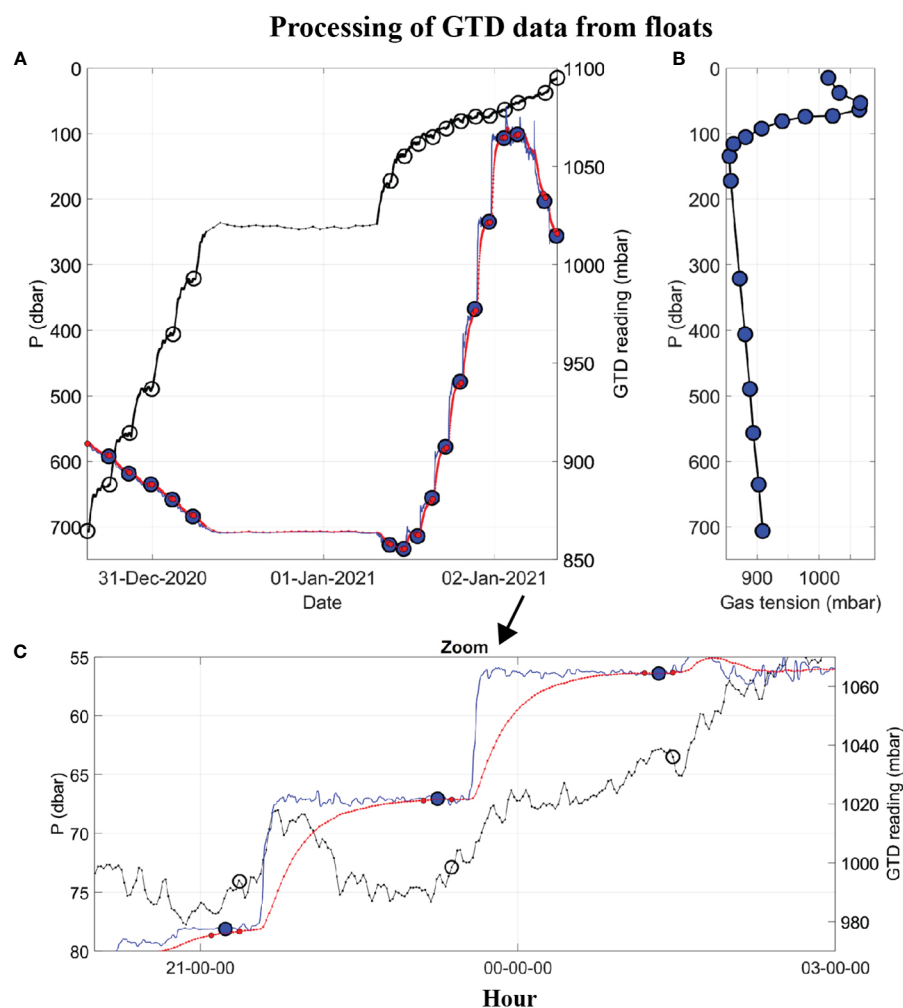 Processing of GTD data from floats
A
B
0
100
200
300
400
500
600
700
P (dbar)
1100
1050
1000
950
900
850
GTD reading (mbar)
31-Dec-2020
01-Jan-2021
02-Jan-2021
Date
0
100
200
300
400
500
600
700
P (dbar)
900
1000
Gas tension (mbar)
C
Zoom
55
60
65
70
75
80
P (dbar)
1060
1040
1020
1000
980
GTD reading (mbar)
21-00-00
00-00-00
03-00-00
Hour